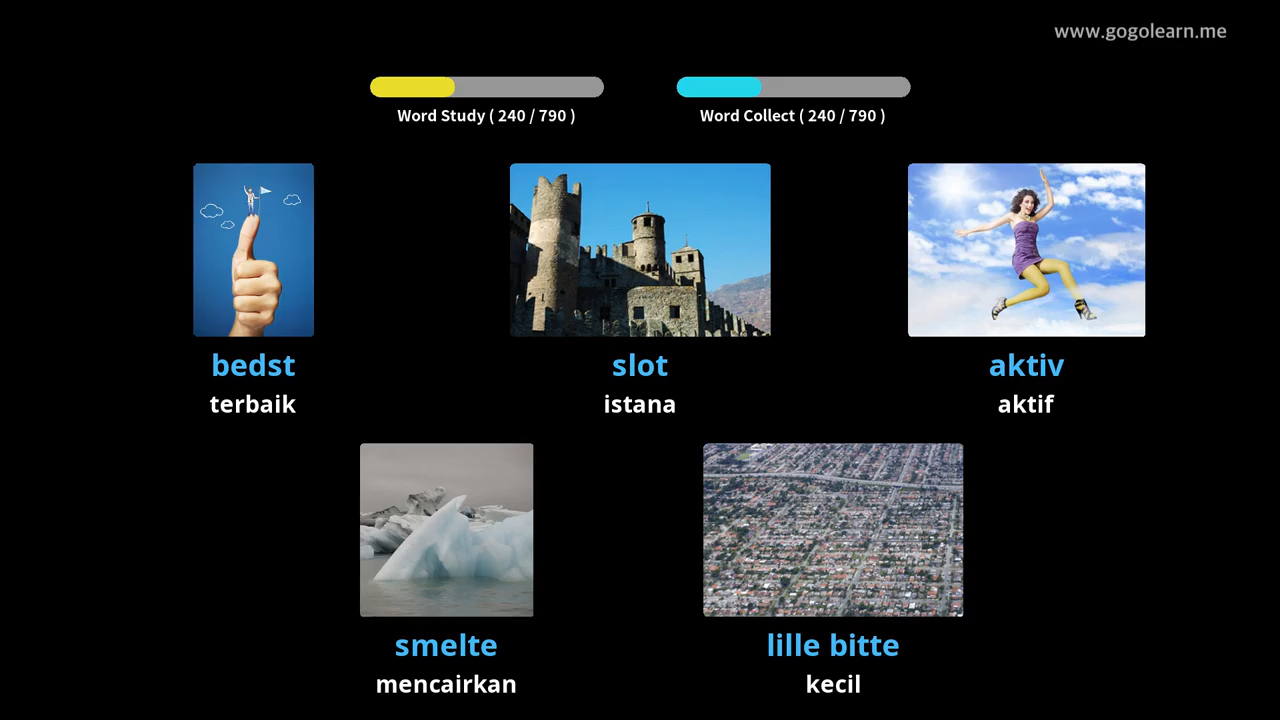 www.gogolearn.me
Word Study ( 240 / 790 )
Word Collect ( 240 / 790 )
bedst
terbaik
slot
istana
aktiv
aktif
smelte
mencairkan
lille bitte
kecil